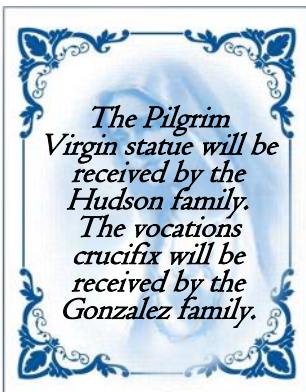 The Pilgrim
Virgin statue will be
received by the
Hudson family.
The vocations
crucifix will be
received by the
Gonzalez family.